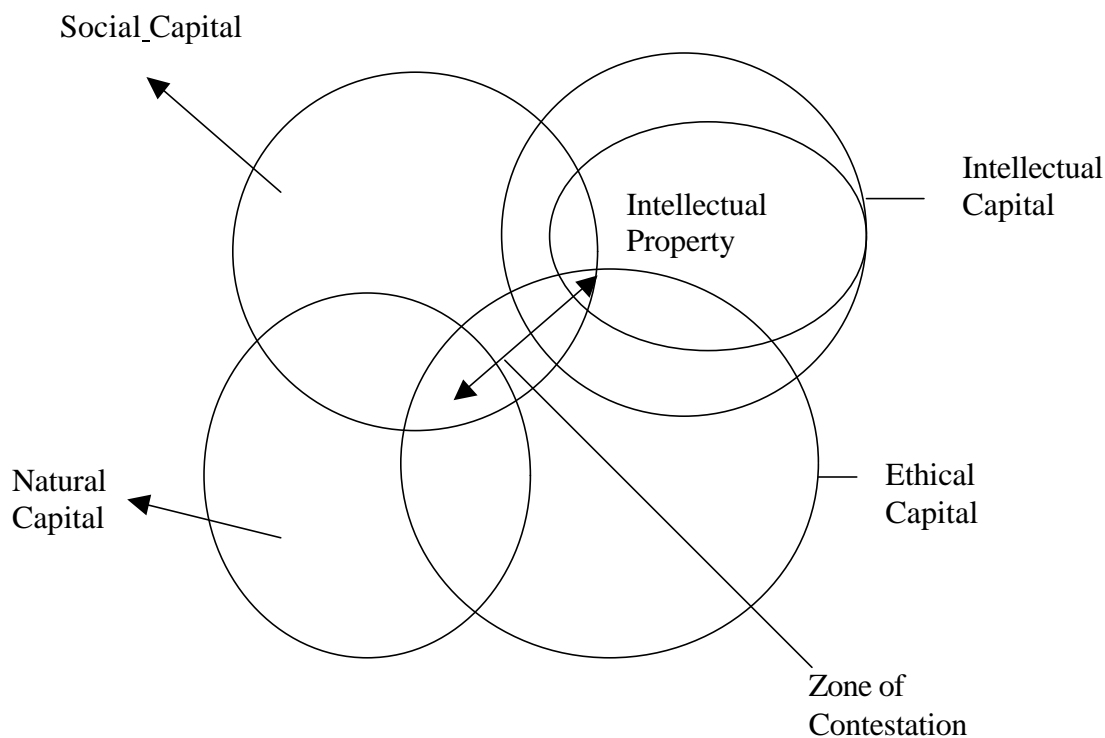 Social Capital
Intellectual
Property
Intellectual
Capital
Natural
Capital
Ethical
Capital
Zone of
Contestation